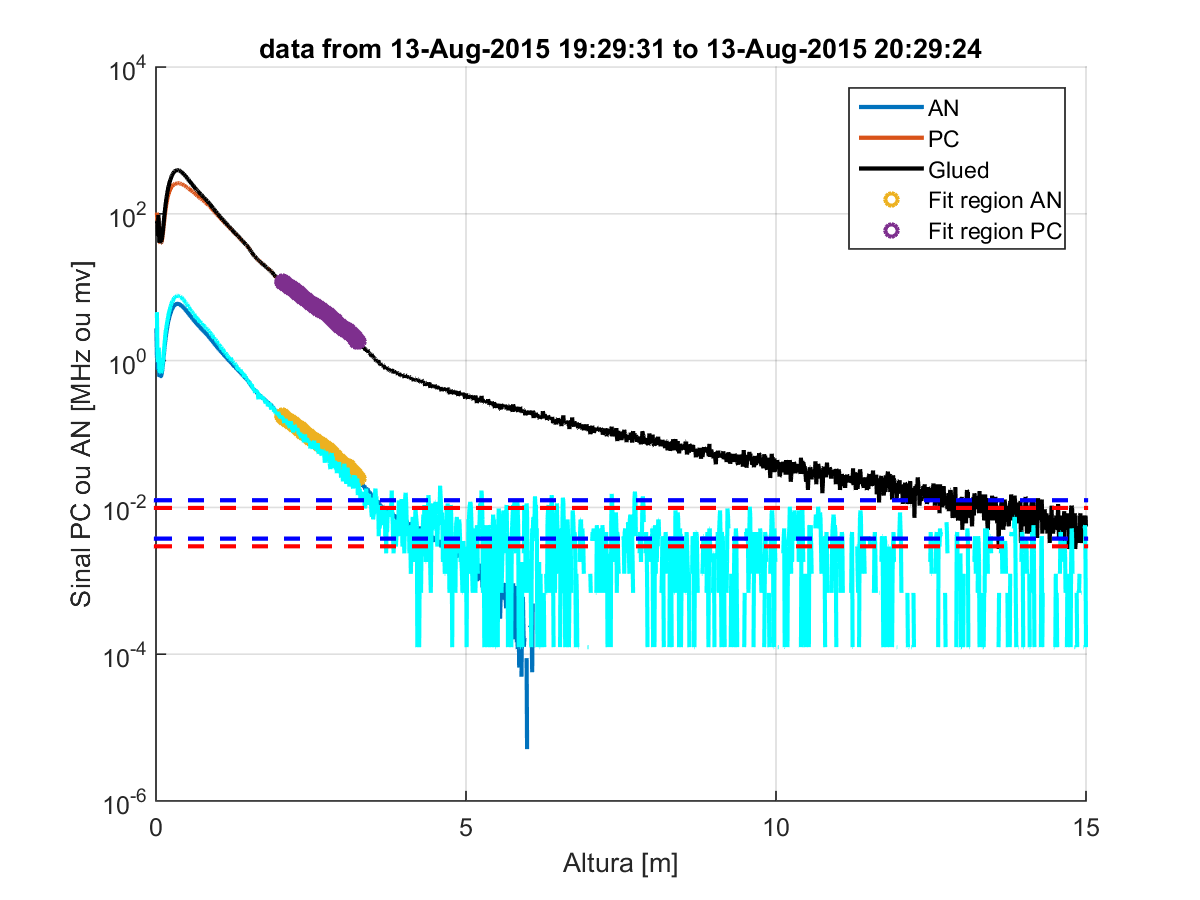 data from 13-Aug-2015 19:29:31 to 13-Aug-2015 20:29:24
10^4
10^2
10^0
10^-2
10^-4
10^-6
Sinal PC ou AN [MHz ou mv]
AN
PC
Glued
Fit region AN
Fit region PC
0
5
10
15
Altura [m]